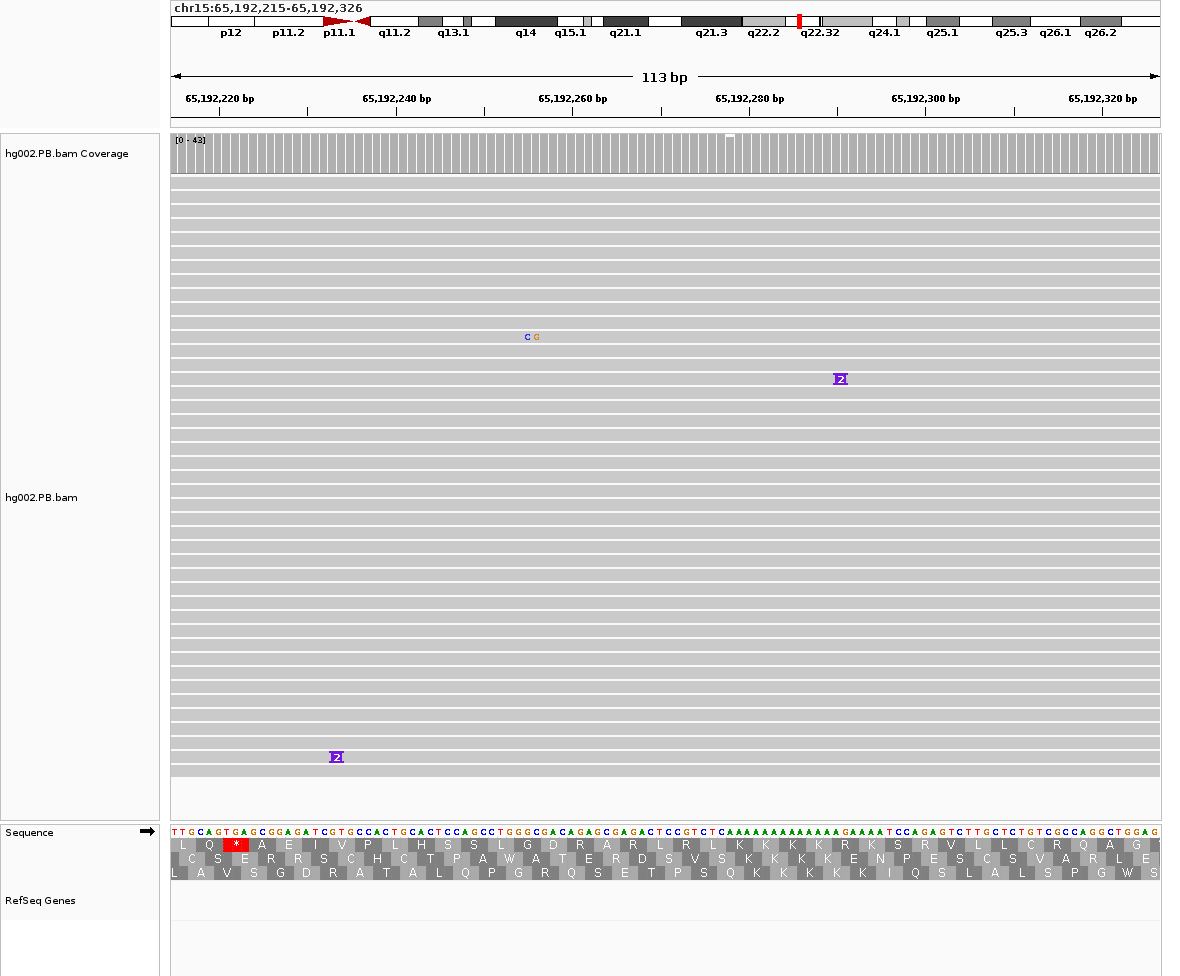 chr15:65,192,215-65,192,326
p12 p11.2 p11.1 q11.2 q13.1 q14 q15.1 q21.1 q21.3 q22.2 q22.32 q24.1 q25.1 q25.3 q26.1 q26.2
113 bp
65,192,220 bp 65,192,240 bp 65,192,260 bp 65,192,280 bp 65,192,300 bp 65,192,320 bp
hg002.PB.bam Coverage
[0 - 43]
C G
2
hg002.PB.bam
2
Sequence
TTGCAGTGAGCGGAGATCGTGCCACTGCACTCCAGCCTGGGCGACAGAGCGAGACTCCGTCTCAAAAAAAAAAAAAGAAAATCCAGAGTCTTGCTCTGTCGCCAGGCTGGAG
L Q * A E I V P L H S S L G D R A R L R L K K K K R K S R V L L C R Q A G
C S E R R S C H C T P A W A T E R D S V S K K K K E N P E S C S V A R L E
L A V S G D R A T A L Q P G R Q S E T P S Q K K K K K I Q S L A L S P G W S
RefSeq Genes